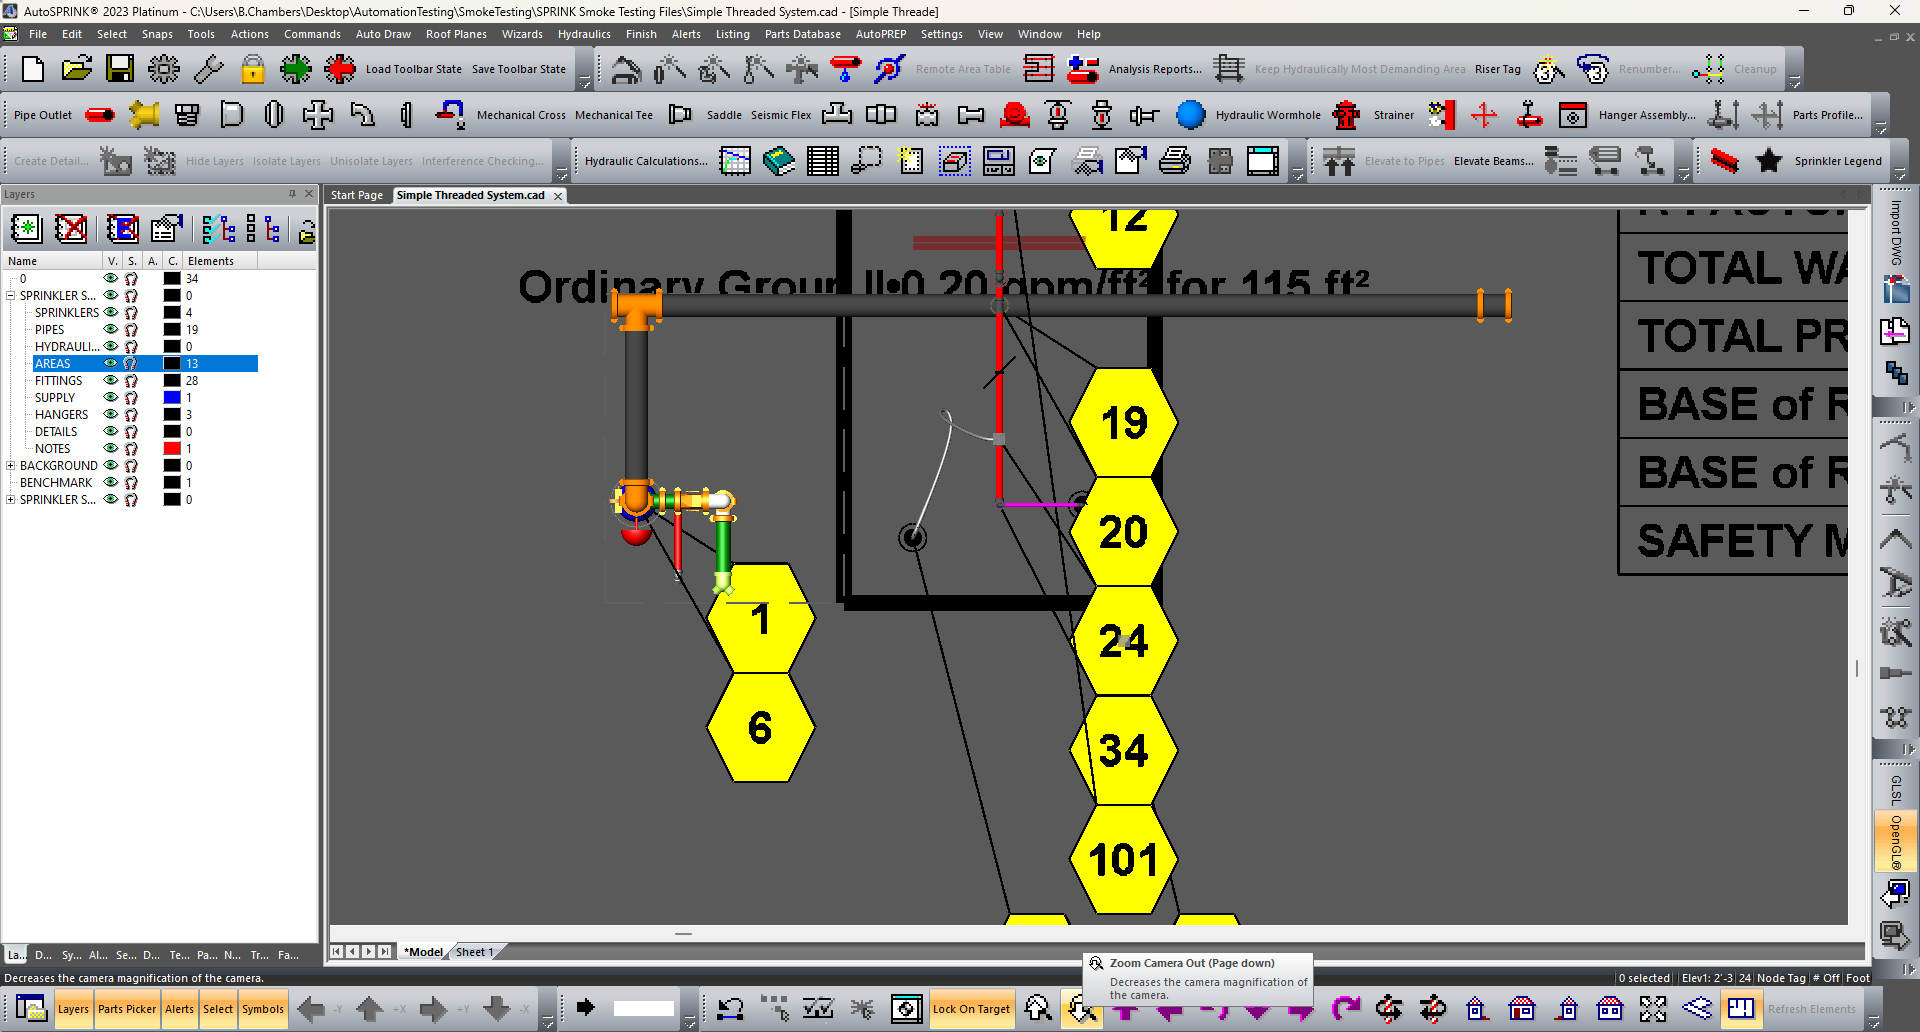 AutoSPRINK® 2023 Platinum - C:\Users\B.Chambers\Desktop\AutomationTesting\SmokeTesting\SPRINK Smoke Testing Files\Simple Threaded System.cad - [Simple Threade]
File Edit Select Snaps Tools Actions Commands Auto Draw Roof Planes Wizards Hydraulics Finish Alerts Listing Parts Database AutoPREP Settings View Window Help
Load Toolbar State Save Toolbar State Remote Area Table Analysis Reports... Keep Hydraulically Most Demanding Area Riser Tag Renumber... Cleanup
Pipe Outlet Mechanical Cross Mechanical Tee Saddle Seismic Flex Hydraulic Wormhole Strainer Hanger Assembly... Parts Profile...
Create Detail... Hide Layers Isolate Layers Unisolate Layers Interference Checking... Hydraulic Calculations... Elevate to Pipes Elevate Beams... Sprinkler Legend
Layers
Start Page Simple Threaded System.cad
Name V. S. A. C. Elements
0 34
SPRINKLER S... 0
SPRINKLERS 4
PIPES 19
HYDRAULI... 0
AREAS 13
FITTINGS 28
SUPPLY 1
HANGERS 3
DETAILS 0
NOTES 1
BACKGROUND 0
BENCHMARK 1
SPRINKLER S... 0
12
Ordinary Group II•0.20 gpm/ft² for 115 ft²
19
20
24
34
101
1
6
TOTAL WA
TOTAL PR
BASE of R
BASE of R
SAFETY M
Import DWG
GLSL
OpenGL®
La... D... Sy... Al... Se... D... Te... Pa... N... Tr... Fa...
*Model Sheet 1
Decreases the camera magnification of the camera.
Zoom Camera Out (Page down)
Decreases the camera magnification of
the camera.
0 selected Elev1: 2'-3 24 Node Tag # Off Foot
Layers Parts Picker Alerts Select Symbols -Y +X +Y -X Lock On Target Refresh Elements